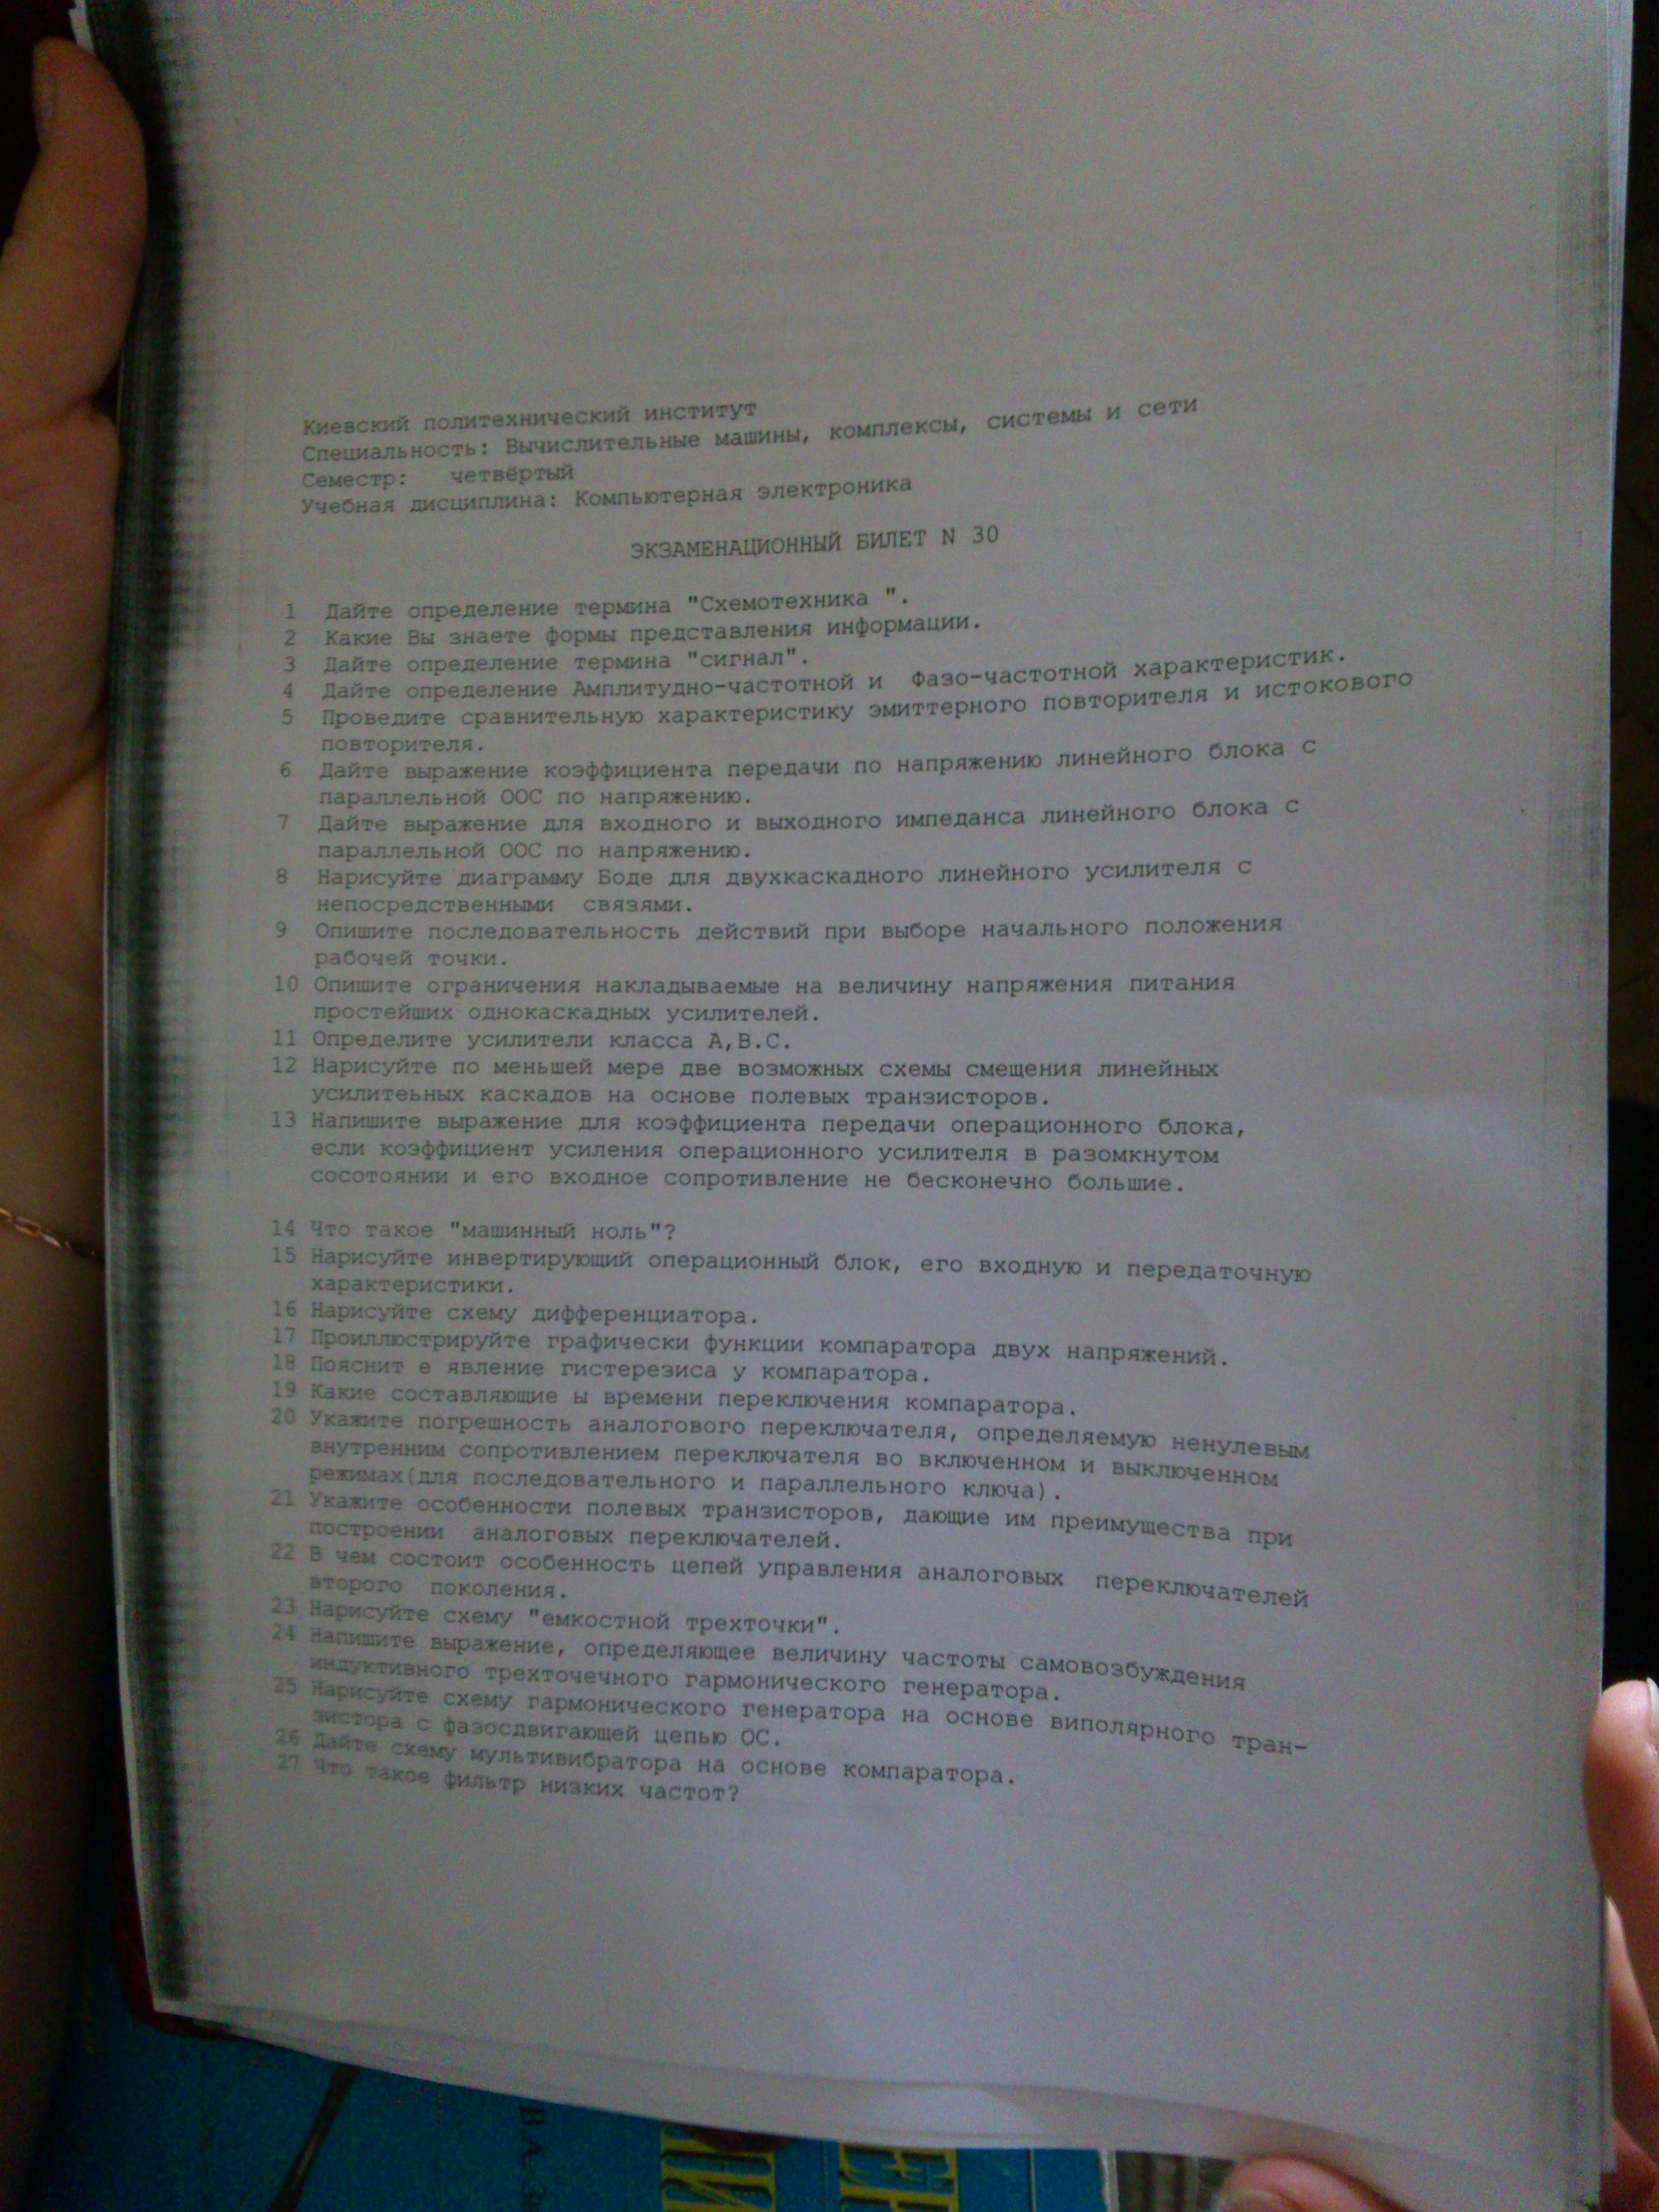 Киевский политехнический институт
Специальность: Вычислительные машины, комплексы, системы и сети
Семестр: четвёртый
Учебная дисциплина: Компьютерная электроника
ЭКЗАМЕНАЦИОННЫЙ БИЛЕТ N 30
1 Дайте определение термина "Схемотехника ".
2 Какие Вы знаете формы представления информации.
3 Дайте определение термина "сигнал".
4 Дайте определение Амплитудно-частотной и Фазо-частотной характеристик.
5 Проведите сравнительную характеристику эмиттерного повторителя и истокового
повторителя.
6 Дайте выражение коэффициента передачи по напряжению линейного блока с
параллельной ООС по напряжению.
7 Дайте выражение для входного и выходного импеданса линейного блока с
параллельной ООС по напряжению.
8 Нарисуйте диаграмму Боде для двухкаскадного линейного усилителя с
непосредственными связями.
9 Опишите последовательность действий при выборе начального положения
рабочей точки.
10 Опишите ограничения накладываемые на величину напряжения питания
простейших однокаскадных усилителей.
11 Определите усилители класса А,В.С.
12 Нарисуйте по меньшей мере две возможных схемы смещения линейных
усилитеьных каскадов на основе полевых транзисторов.
13 Напишите выражение для коэффициента передачи операционного блока,
если коэффициент усиления операционного усилителя в разомкнутом
сосотоянии и его входное сопротивление не бесконечно большие.
14 Что такое "машинный ноль"?
15 Нарисуйте инвертирующий операционный блок, его входную и передаточную
характеристики.
16 Нарисуйте схему дифференциатора.
17 Проиллюстрируйте графически функции компаратора двух напряжений.
18 Пояснит е явление гистерезиса у компаратора.
19 Какие составляющие ы времени переключения компаратора.
20 Укажите погрешность аналогового переключателя, определяемую ненулевым
внутренним сопротивлением переключателя во включенном и выключенном
режимах(для последовательного и параллельного ключа).
21 Укажите особенности полевых транзисторов, дающие им преимущества при
построении аналоговых переключателей.
22 В чем состоит особенность цепей управления аналоговых переключателей
второго поколения.
23 Нарисуйте схему "емкостной трехточки".
24 Напишите выражение, определяющее величину частоты самовозбуждения
индуктивного трехточечного гармонического генератора.
25 Нарисуйте схему гармонического генератора на основе виполярного тран-
зистора с фазосдвигающей цепью ОС.
26 Дайте схему мультивибратора на основе компаратора.
27 Что такое фильтр низких частот?